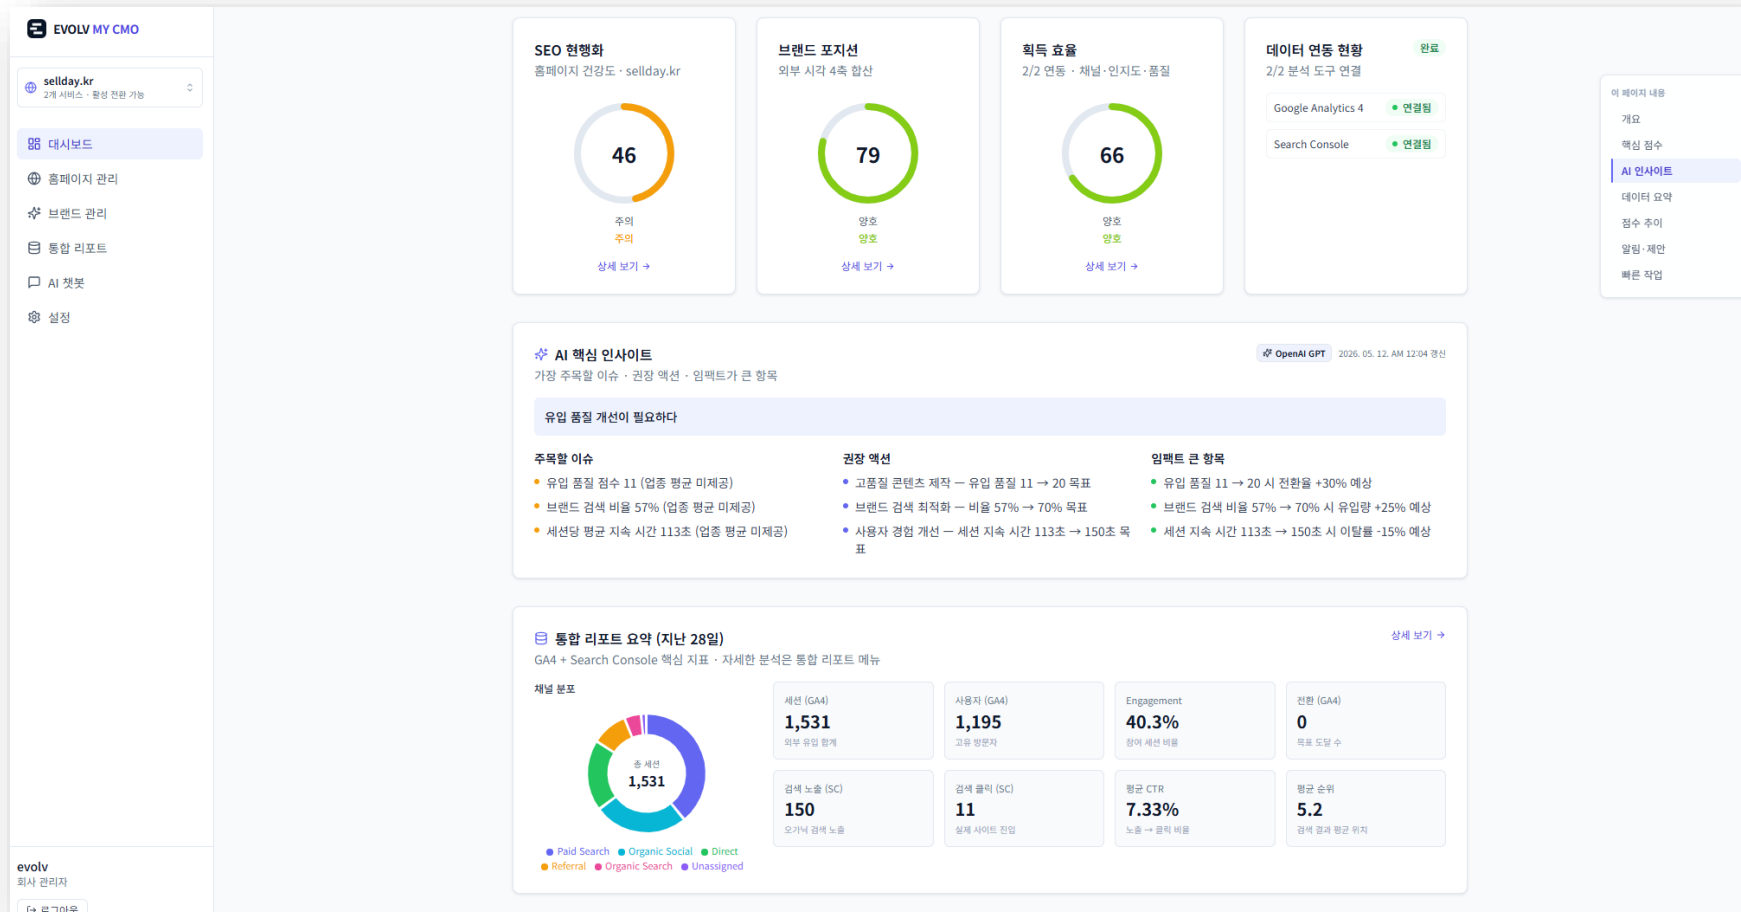 EVOLV MY CMO
sellday.kr
2개 서비스 · 활성 전환 가능
대시보드
홈페이지 관리
브랜드 관리
통합 리포트
AI 챗봇
설정
evolv
회사 관리자
로그아웃
SEO 현행화
홈페이지 건강도 · sellday.kr
46
주의
주의
상세 보기 →
브랜드 포지션
외부 시각 4축 합산
79
양호
양호
상세 보기 →
획득 효율
2/2 연동 · 채널·인지도·품질
66
양호
양호
상세 보기 →
데이터 연동 현황
완료
2/2 분석 도구 연결
Google Analytics 4
연결됨
Search Console
연결됨
AI 핵심 인사이트
OpenAI GPT
2026. 05. 12. AM 12:04 갱신
가장 주목할 이슈 · 권장 액션 · 임팩트가 큰 항목
유입 품질 개선이 필요하다
주목할 이슈
유입 품질 점수 11 (업종 평균 미제공)
브랜드 검색 비율 57% (업종 평균 미제공)
세션당 평균 지속 시간 113초 (업종 평균 미제공)
권장 액션
고품질 콘텐츠 제작 — 유입 품질 11 → 20 목표
브랜드 검색 최적화 — 비율 57% → 70% 목표
사용자 경험 개선 — 세션 지속 시간 113초 → 150초 목
표
임팩트 큰 항목
유입 품질 11 → 20 시 전환율 +30% 예상
브랜드 검색 비율 57% → 70% 시 유입량 +25% 예상
세션 지속 시간 113초 → 150초 시 이탈률 -15% 예상
통합 리포트 요약 (지난 28일)
상세 보기 →
GA4 + Search Console 핵심 지표 · 자세한 분석은 통합 리포트 메뉴
채널 분포
총 세션
1,531
Paid Search
Organic Social
Direct
Referral
Organic Search
Unassigned
세션 (GA4)
1,531
외부 유입 합계
사용자 (GA4)
1,195
고유 방문자
Engagement
40.3%
참여 세션 비율
전환 (GA4)
0
목표 도달 수
검색 노출 (SC)
150
오가닉 검색 노출
검색 클릭 (SC)
11
실제 사이트 진입
평균 CTR
7.33%
노출 → 클릭 비율
평균 순위
5.2
검색 결과 평균 위치
이 페이지 내용
개요
핵심 점수
AI 인사이트
데이터 요약
점수 추이
알림·제안
빠른 작업